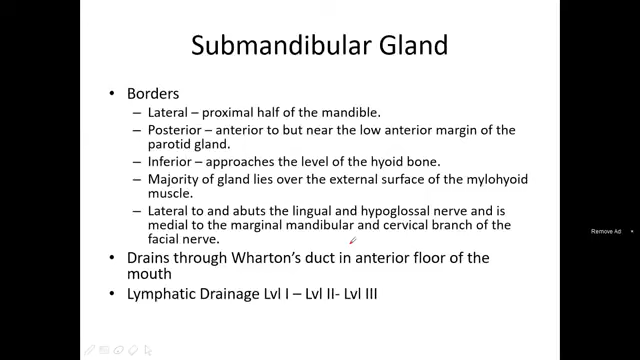 Submandibular Gland
• Borders
– Lateral – proximal half of the mandible.
– Posterior – anterior to but near the low anterior margin of the
parotid gland.
– Inferior – approaches the level of the hyoid bone.
– Majority of gland lies over the external surface of the mylohyoid
muscle.
– Lateral to and abuts the lingual and hypoglossal nerve and is
medial to the marginal mandibular and cervical branch of the
facial nerve.
• Drains through Wharton's duct in anterior floor of the
mouth
• Lymphatic Drainage Lvl I – Lvl II- Lvl III
Remove Ad